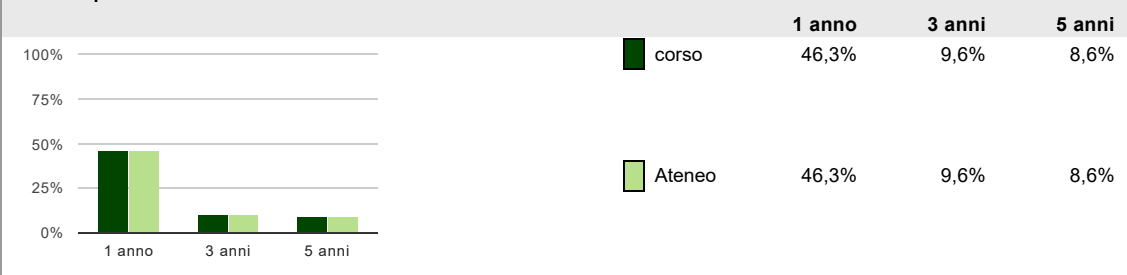 1 anno 3 anni 5 anni
100%
75%
50%
25%
0%
1 anno 3 anni 5 anni
corso 46,3% 9,6% 8,6%
Ateneo 46,3% 9,6% 8,6%